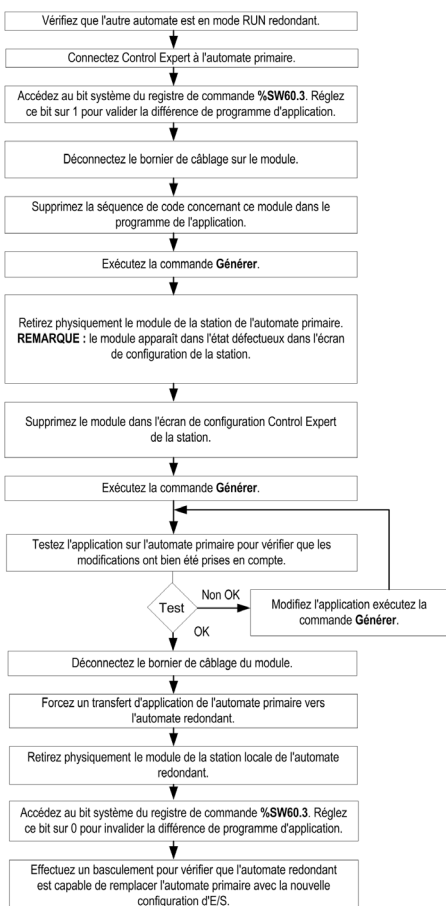 Vérifiez que l'autre automate est en mode RUN redondant.
Connectez Control Expert à l'automate primaire.
Accédez au bit système du registre de commande %SW60.3. Réglez
ce bit sur 1 pour valider la différence de programme d'application.
Déconnectez le bornier de câblage sur le module.
Supprimez la séquence de code concernant ce module dans le
programme de l'application.
Exécutez la commande Générer.
Retirez physiquement le module de la station de l'automate primaire.
REMARQUE : le module apparaît dans l'état défectueux dans l'écran
de configuration de la station.
Supprimez le module dans l'écran de configuration Control Expert
de la station.
Exécutez la commande Générer.
Testez l'application sur l'automate primaire pour vérifier que les
modifications ont bien été prises en compte.
Test
Non OK
Modifiez l'application exécutez la
commande Générer.
OK
Déconnectez le bornier de câblage du module.
Forcez un transfert d'application de l'automate primaire vers
l'automate redondant.
Retirez physiquement le module de la station locale de l'automate
redondant.
Accédez au bit système du registre de commande %SW60.3. Réglez
ce bit sur 0 pour invalider la différence de programme d'application.
Effectuez un basculement pour vérifier que l'automate redondant
est capable de remplacer l'automate primaire avec la nouvelle
configuration d'E/S.